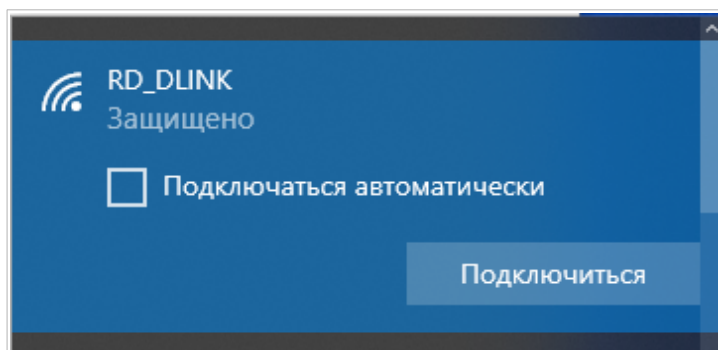 RD_DLINK
Защищено
Подключаться автоматически
Подключиться